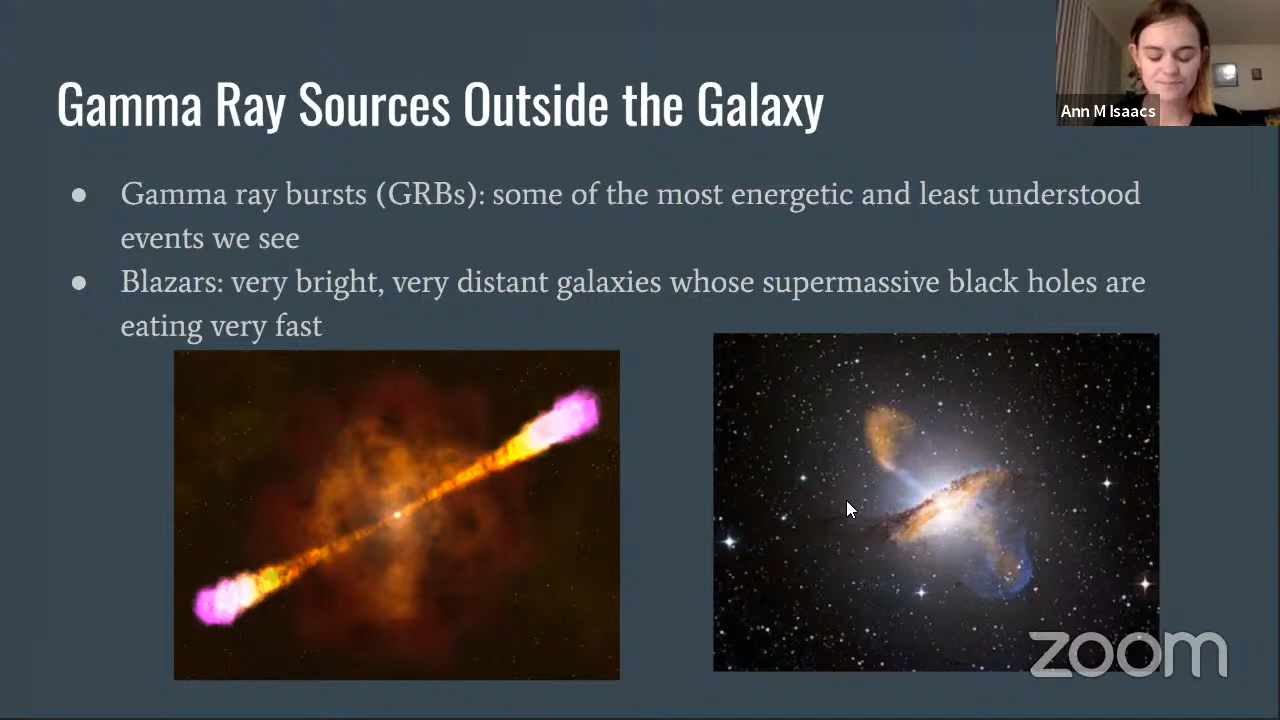 Gamma Ray Sources Outside the Galaxy
Ann M Isaacs
● Gamma ray bursts (GRBs): some of the most energetic and least understood
events we see
● Blazars: very bright, very distant galaxies whose supermassive black holes are
eating very fast
zoom